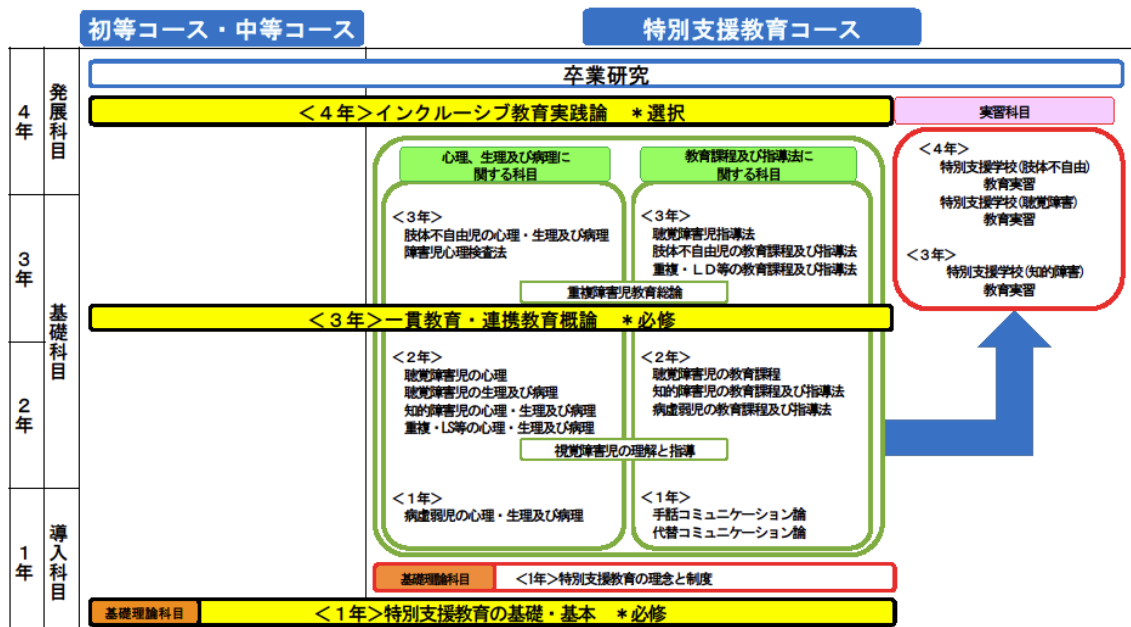 初等コース・中等コース
特別支援教育コース
4年
3年
2年
1年
発展科目
基礎科目
導入科目
卒業研究
＜４年＞インクルーシブ教育実践論　＊選択
実習科目
心理、生理及び病理に
関する科目
教育課程及び指導法に
関する科目
＜4年＞
特別支援学校(肢体不自由)
教育実習
特別支援学校(聴覚障害)
教育実習
＜3年＞
特別支援学校(知的障害)
教育実習
＜3年＞
肢体不自由児の心理・生理及び病理
障害児心理検査法
＜3年＞
聴覚障害児指導法
肢体不自由児の教育課程及び指導法
重複・ＬＤ等の教育課程及び指導法
重複障害児教育総論
＜３年＞一貫教育・連携教育概論　＊必修
＜2年＞
聴覚障害児の心理
聴覚障害児の生理及び病理
知的障害児の心理・生理及び病理
重複・LS等の心理・生理及び病理
＜2年＞
聴覚障害児の教育課程
知的障害児の教育課程及び指導法
病虚弱児の教育課程及び指導法
視覚障害児の理解と指導
＜1年＞
病虚弱児の心理・生理及び病理
＜1年＞
手話コミュニケーション論
代替コミュニケーション論
基礎理論科目
＜1年＞特別支援教育の理念と制度
基礎理論科目
＜１年＞特別支援教育の基礎・基本　＊必修